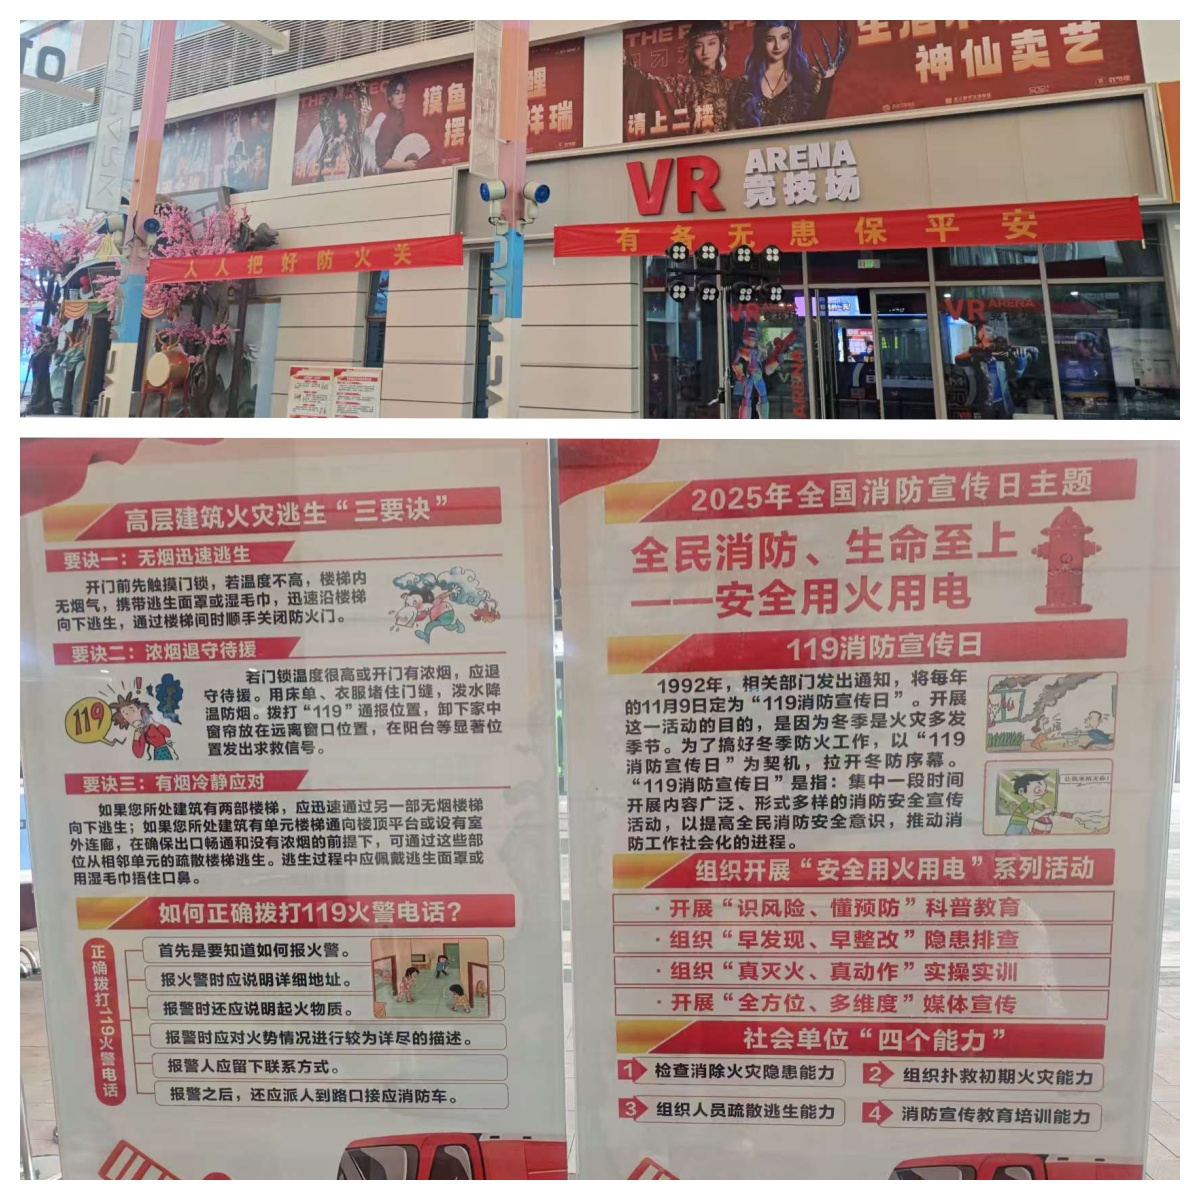 生活不
神仙卖艺
请上二楼
摸鱼
鲤
摆
祥瑞
请上二楼
VR ARENA
竞技场
有备无患保平安
人人把好防火关
VR ARENA
ARENA
高层建筑火灾逃生“三要诀”
要诀一：无烟迅速逃生
开门前先触摸门锁，若温度不高，楼梯内
无烟气，携带逃生面罩或湿毛巾，迅速沿楼梯
向下逃生，通过楼梯间时顺手关闭防火门。
要诀二：浓烟退守待援
119
若门锁温度很高或开门有浓烟，应退
守待援。用床单、衣服堵住门缝，泼水降
温防烟。拨打“119”通报位置，卸下家中
窗帘放在远离窗口位置，在阳台等显著位
置发出求救信号。
要诀三：有烟冷静应对
如果您所处建筑有两部楼梯，应迅速通过另一部无烟楼梯
向下逃生；如果您所处建筑有单元楼梯通向楼顶平台或设有室
外连廊，在确保出口畅通和没有浓烟的前提下，可通过这些部
位从相邻单元的疏散楼梯逃生。逃生过程中应佩戴逃生面罩或
用湿毛巾捂住口鼻。
如何正确拨打119火警电话？
正确拨打119火警电话
首先是要知道如何报火警。
报火警时应说明详细地址。
报警时还应说明起火物质。
报警时应对火势情况进行较为详尽的描述。
报警人应留下联系方式。
报警之后，还应派人到路口接应消防车。
2025年全国消防宣传日主题
全民消防、生命至上
——安全用火用电
119消防宣传日
1992年，相关部门发出通知，将每年
的11月9日定为“119消防宣传日”。开展
这一活动的目的，是因为冬季是火灾多发
季节。为了搞好冬季防火工作，以“119
消防宣传日”为契机，拉开冬防序幕。
“119消防宣传日”是指：集中一段时间
开展内容广泛、形式多样的消防安全宣传
活动，以提高全民消防安全意识，推动消
防工作社会化的进程。
组织开展“安全用火用电”系列活动
· 开展“识风险、懂预防”科普教育
· 组织“早发现、早整改”隐患排查
· 组织“真灭火、真动作”实操实训
· 开展“全方位、多维度”媒体宣传
社会单位“四个能力”
1 检查消除火灾隐患能力
2 组织扑救初期火灾能力
3 组织人员疏散逃生能力
4 消防宣传教育培训能力